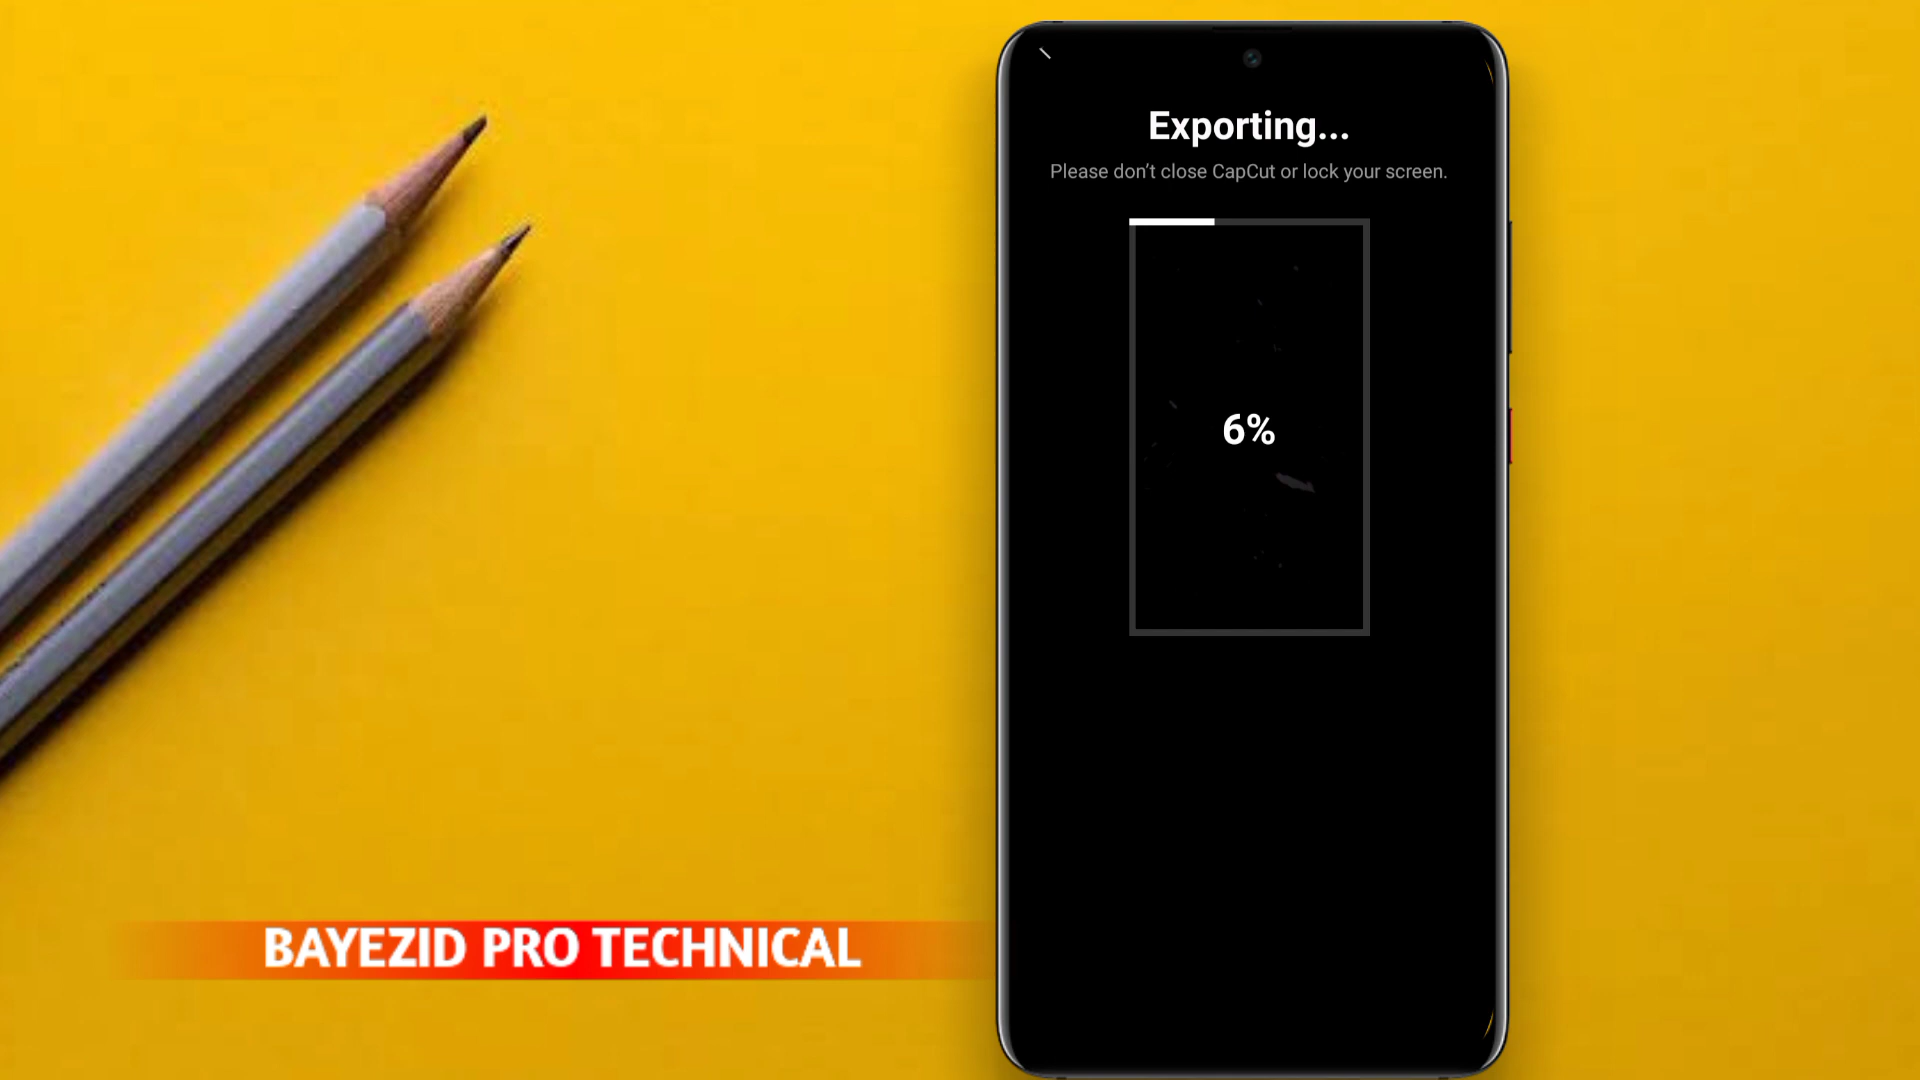 Exporting...
Please don’t close CapCut or lock your screen.
6%
BAYEZID PRO TECHNICAL